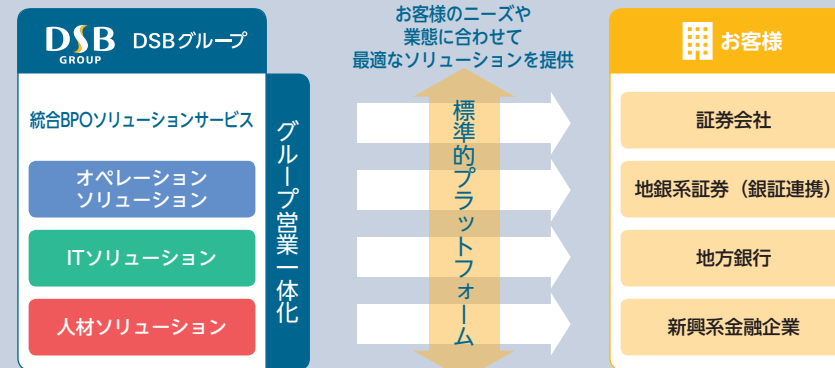 DSB
GROUP
DSBグループ
統合BPOソリューションサービス
オペレーション
ソリューション
ITソリューション
人材ソリューション
グループ営業一体化
お客様のニーズや
業態に合わせて
最適なソリューションを提供
標準的プラットフォーム
お客様
証券会社
地銀系証券（銀証連携）
地方銀行
新興系金融企業